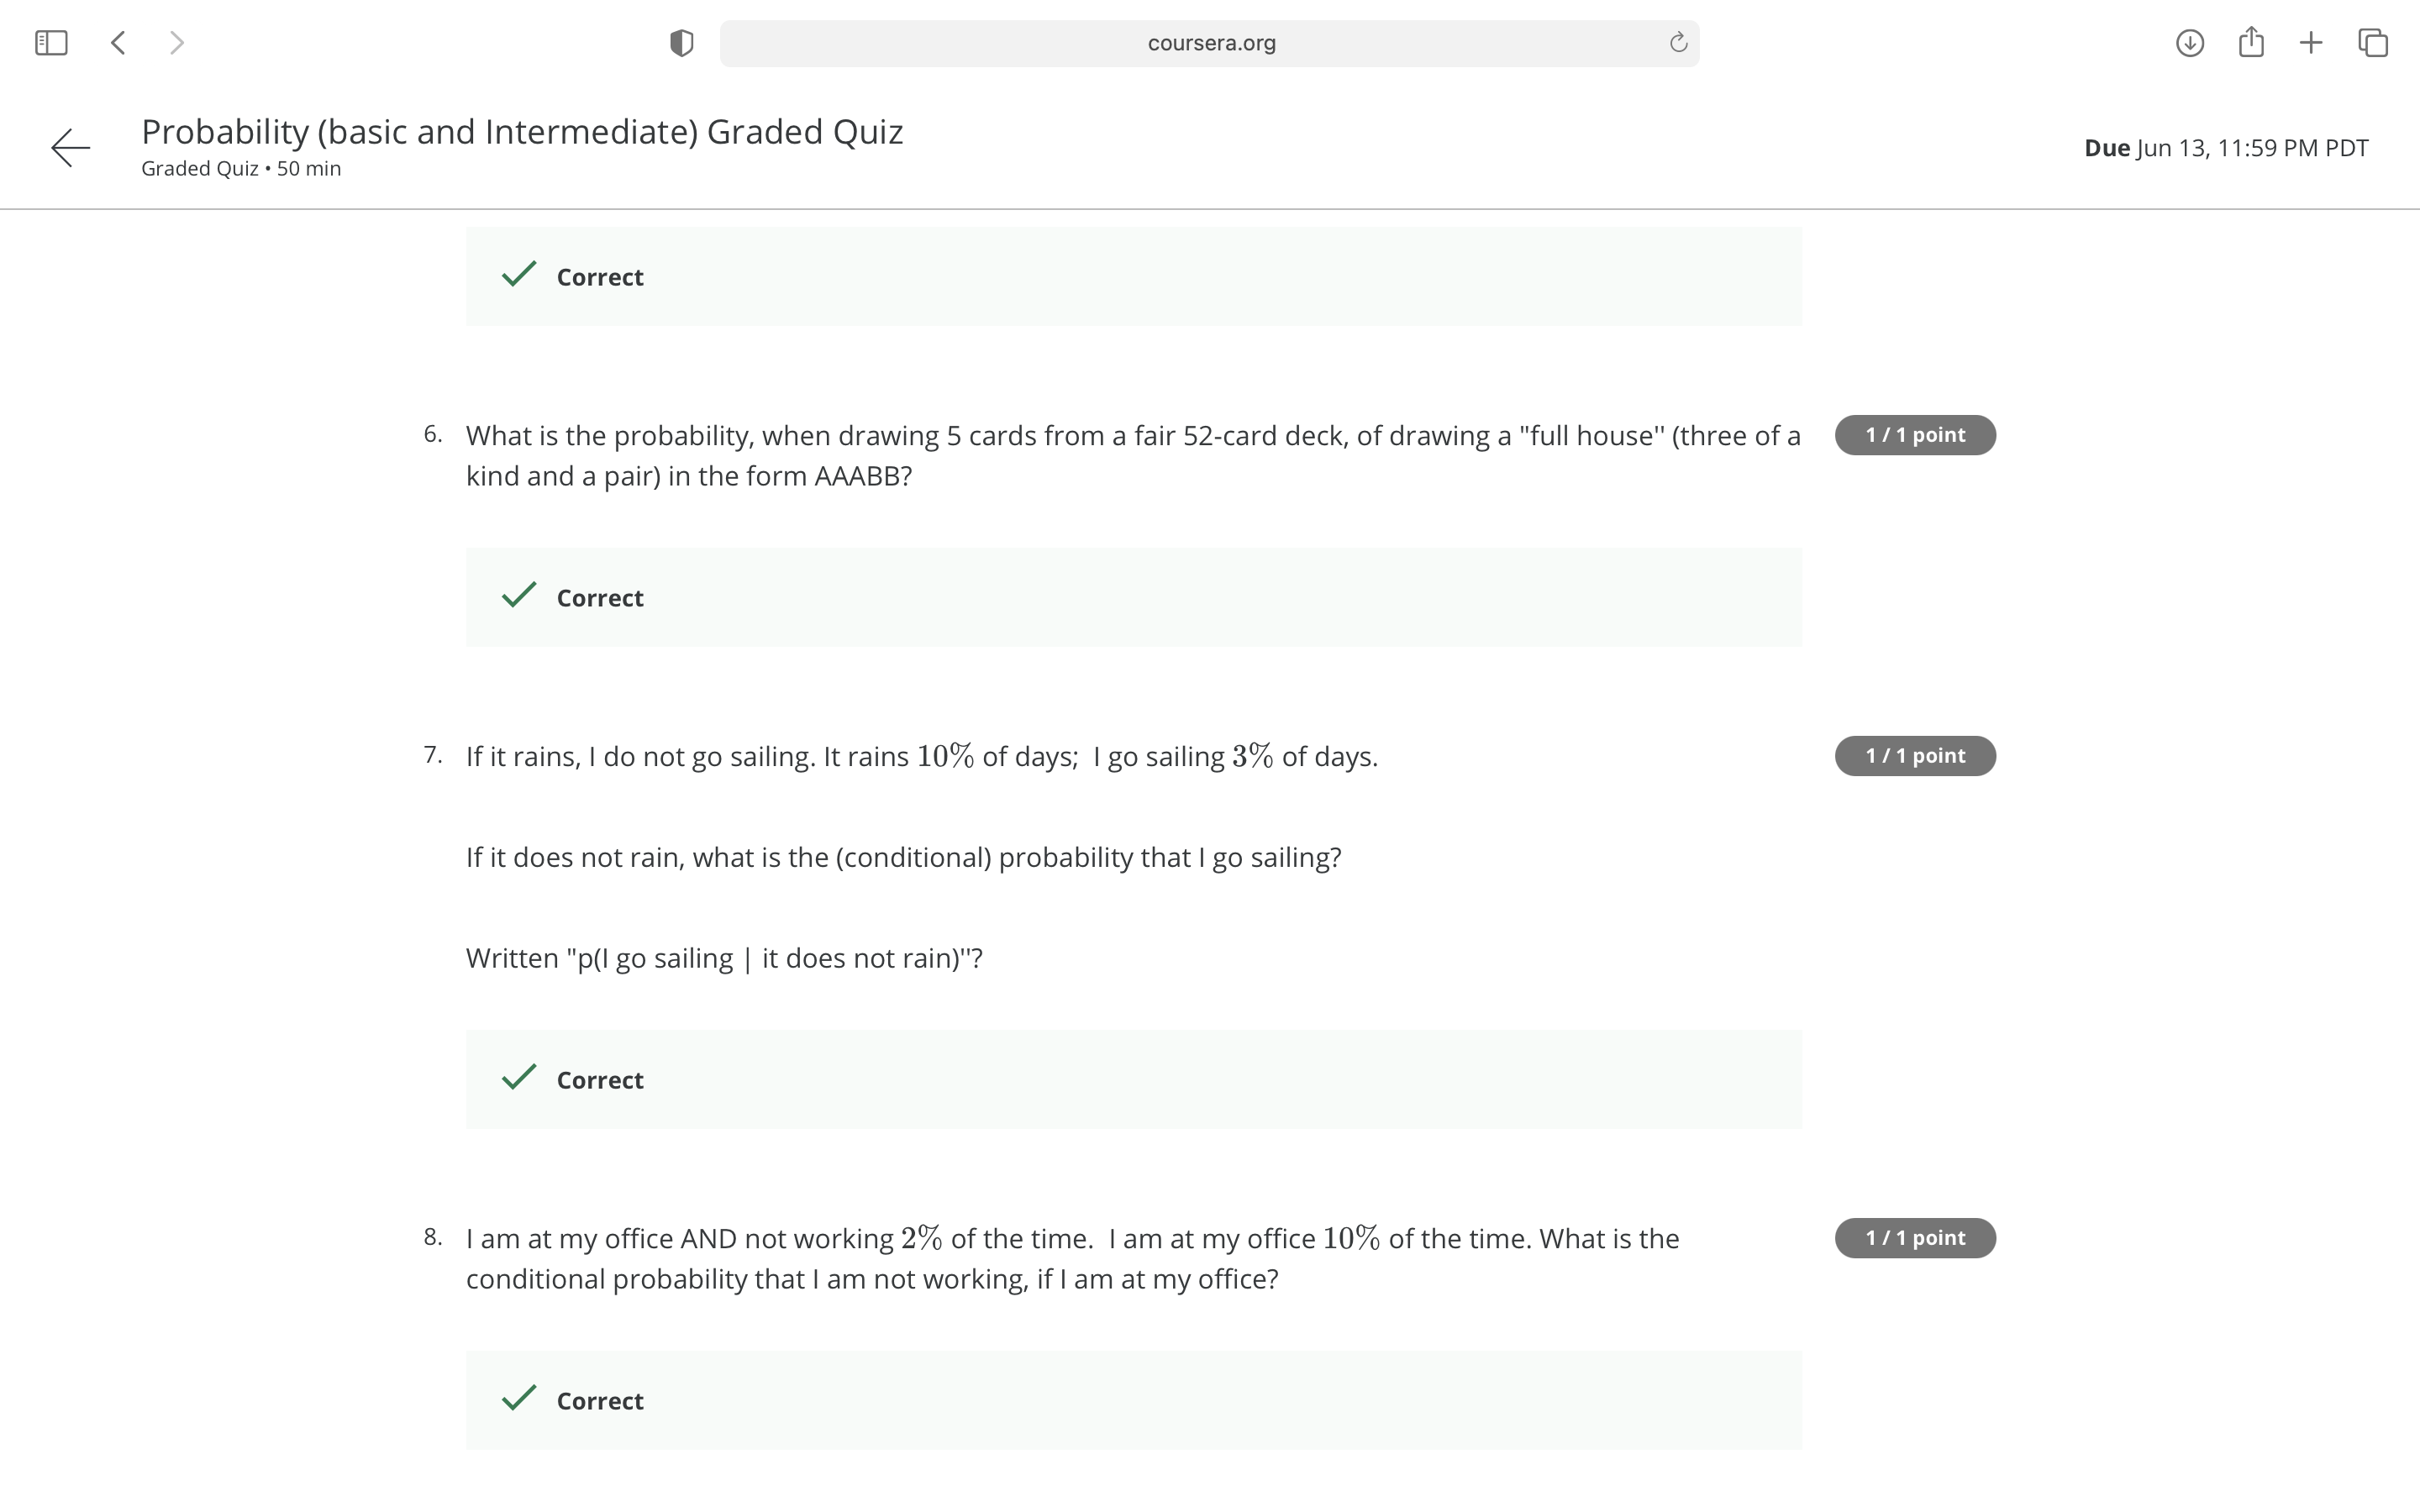 coursera.org
Probability (basic and Intermediate) Graded Quiz
Graded Quiz • 50 min
Due Jun 13, 11:59 PM PDT
Correct
6. What is the probability, when drawing 5 cards from a fair 52-card deck, of drawing a "full house'' (three of a
kind and a pair) in the form AAABB?
1 / 1 point
Correct
7. If it rains, I do not go sailing. It rains 10% of days;  I go sailing 3% of days.
1 / 1 point
If it does not rain, what is the (conditional) probability that I go sailing?
Written "p(I go sailing | it does not rain)''?
Correct
8. I am at my office AND not working 2% of the time.  I am at my office 10% of the time. What is the
conditional probability that I am not working, if I am at my office?
1 / 1 point
Correct